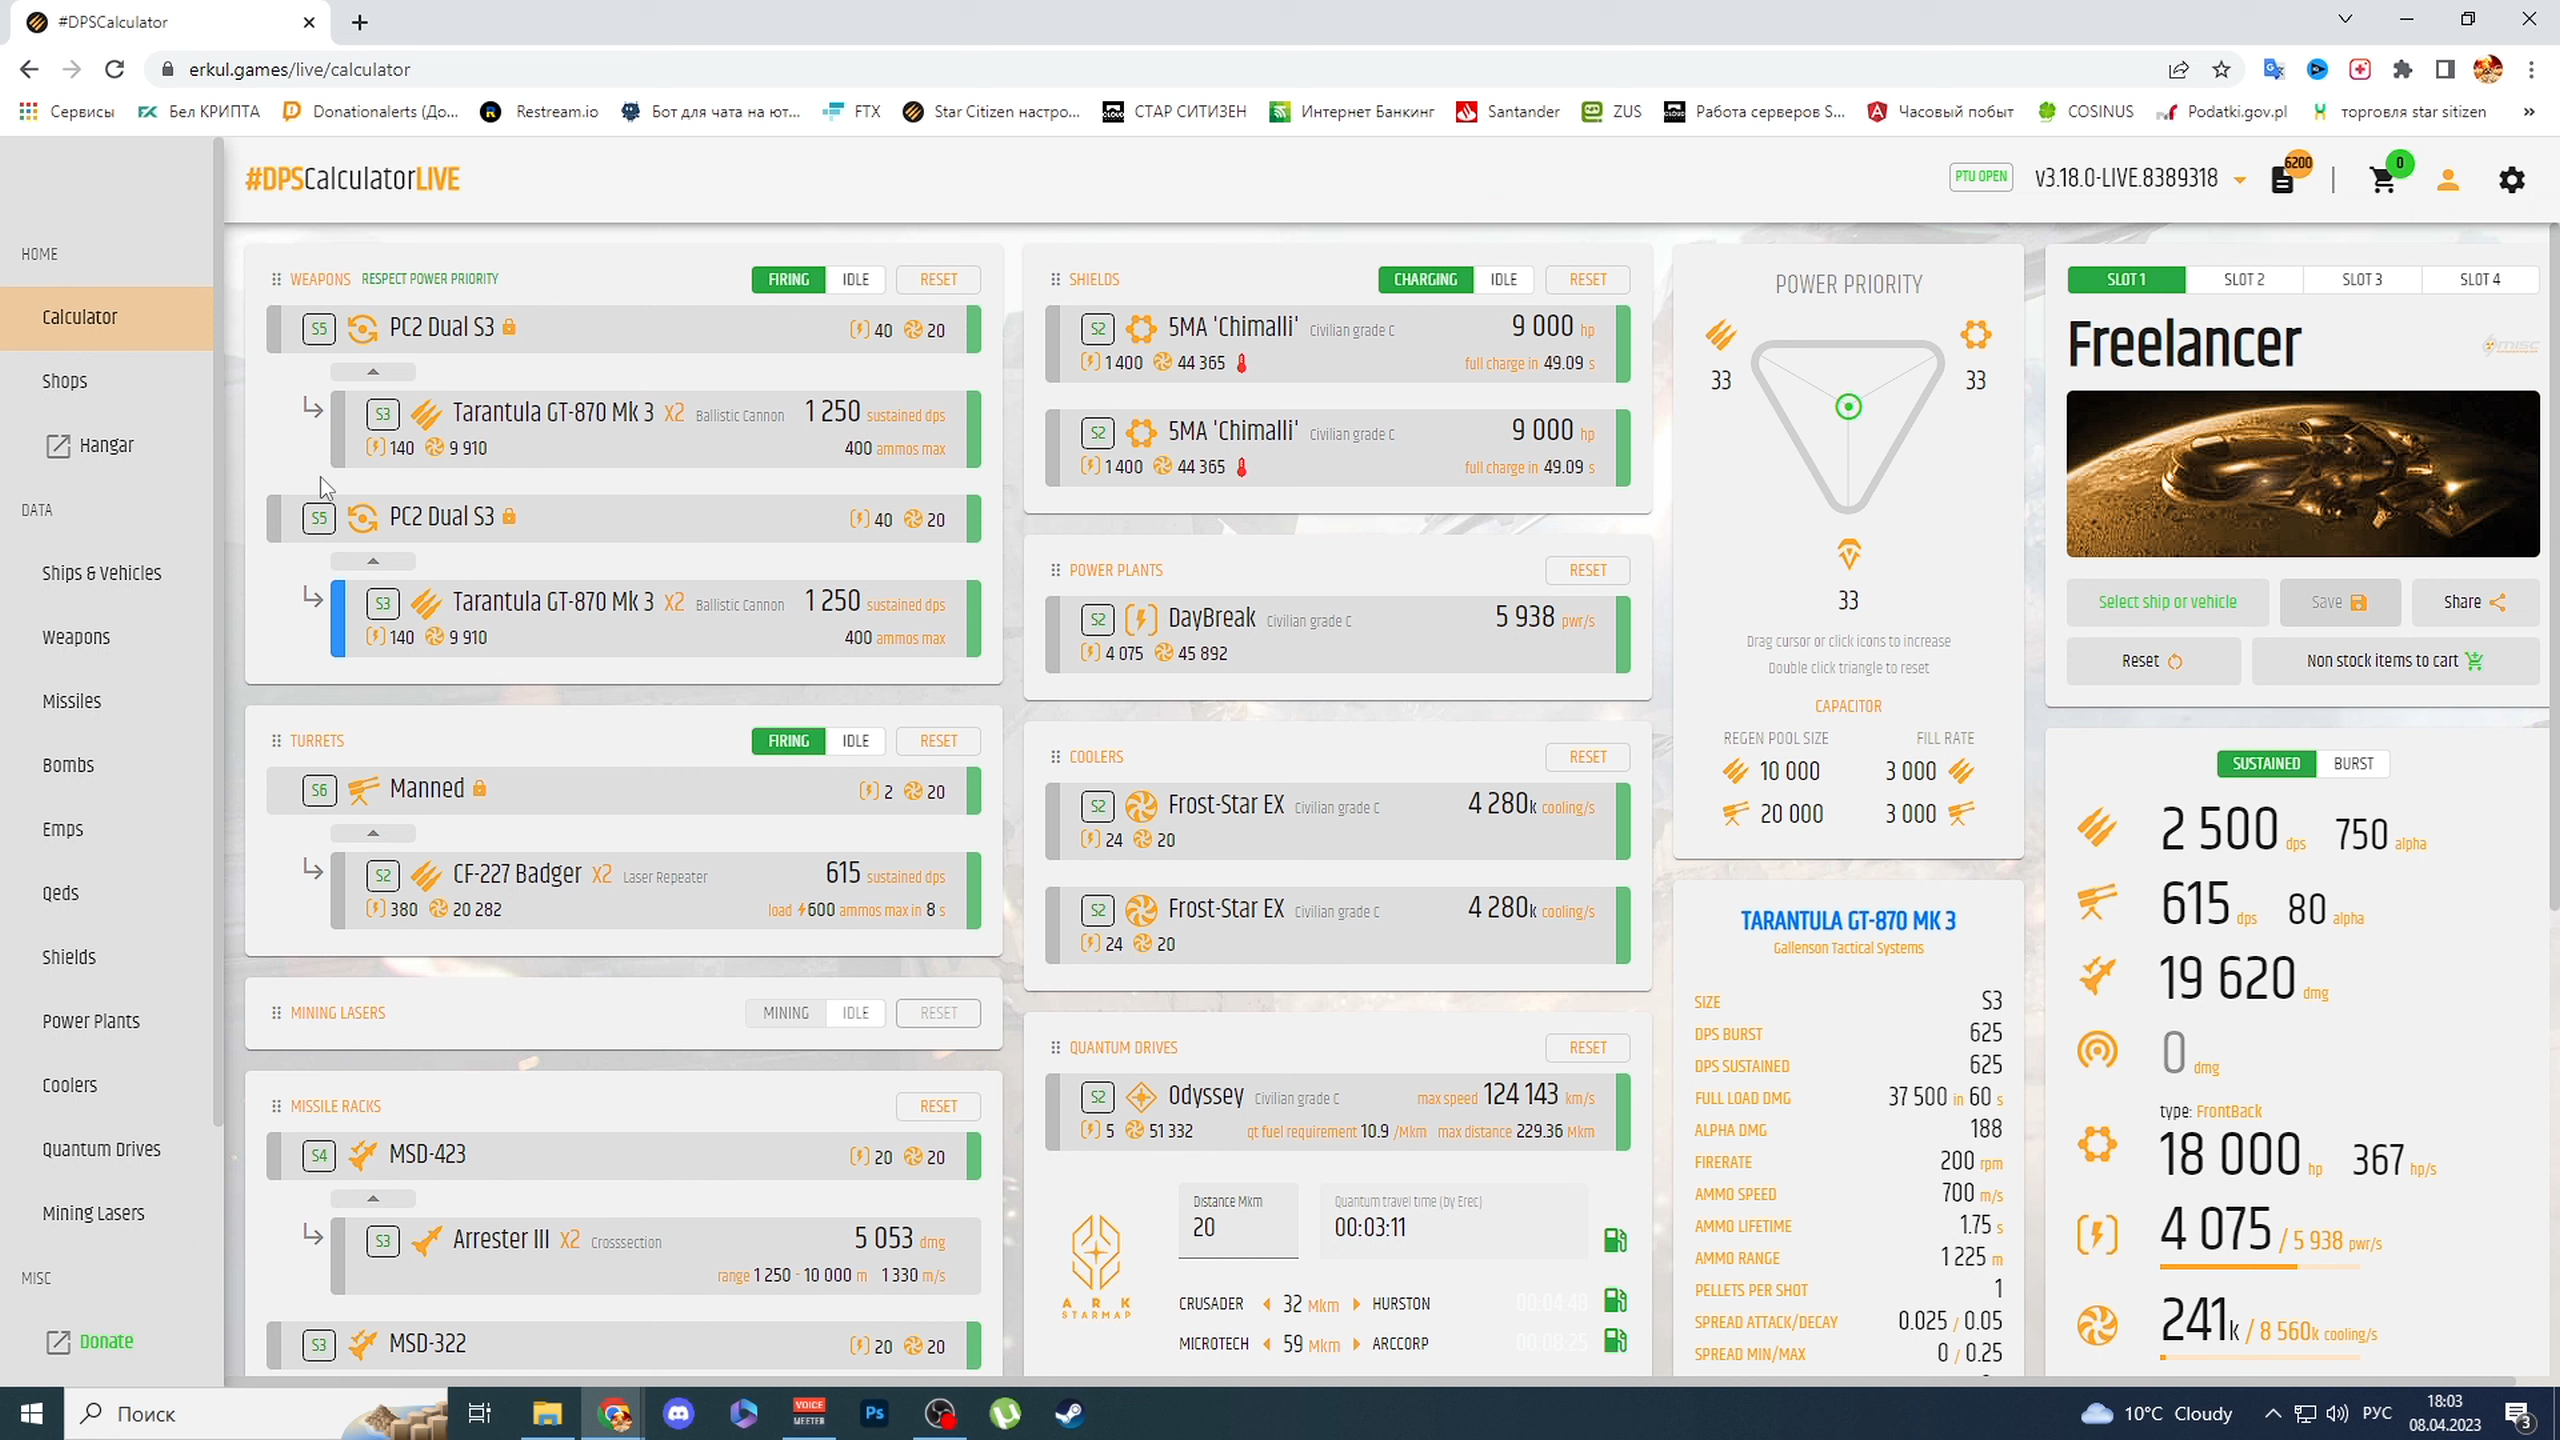 #DPSCalculator
erkul.games/live/calculator
Сервисы
Бел КРИПТА
Donationalerts (До...
Restream.io
Бот для чата на ют...
FTX
Star Citizen настро...
СТАР СИТИЗЕН
Интернет Банкинг
Santander
ZUS
Работа серверов S...
Часовый побыт
COSINUS
Podatki.gov.pl
торговля star sitizen
#DPSCalculatorLIVE
PTU OPEN
v3.18.0-LIVE.8389318
6200
0
HOME
Calculator
Shops
Hangar
DATA
Ships & Vehicles
Weapons
Missiles
Bombs
Emps
Qeds
Shields
Power Plants
Coolers
Quantum Drives
Mining Lasers
MISC
Donate
WEAPONS RESPECT POWER PRIORITY FIRING IDLE RESET
S5 PC2 Dual S3 40 20
S3 Tarantula GT-870 Mk 3 X2 Ballistic Cannon 1 250 sustained dps
140 9 910 400 ammos max
S5 PC2 Dual S3 40 20
S3 Tarantula GT-870 Mk 3 X2 Ballistic Cannon 1 250 sustained dps
140 9 910 400 ammos max
TURRETS FIRING IDLE RESET
S6 Manned 2 20
S2 CF-227 Badger X2 Laser Repeater 615 sustained dps
380 20 282 load 600 ammos max in 8 s
MINING LASERS MINING IDLE RESET
MISSILE RACKS RESET
S4 MSD-423 20 20
S3 Arrester III X2 Crosssection 5 053 dmg
range 1 250 - 10 000 m 1 330 m/s
S3 MSD-322 20 20
SHIELDS CHARGING IDLE RESET
S2 5MA 'Chimalli' Civilian grade C 9 000 hp
1 400 44 365 full charge in 49.09 s
S2 5MA 'Chimalli' Civilian grade C 9 000 hp
1 400 44 365 full charge in 49.09 s
POWER PLANTS RESET
S2 DayBreak Civilian grade C 5 938 pwr/s
4 075 45 892
COOLERS RESET
S2 Frost-Star EX Civilian grade C 4 280k cooling/s
24 20
S2 Frost-Star EX Civilian grade C 4 280k cooling/s
24 20
QUANTUM DRIVES RESET
S2 Odyssey Civilian grade C max speed 124 143 km/s
5 51 332 qt fuel requirement 10.9 /Mkm max distance 229.36 Mkm
Distance Mkm Quantum travel time (by Erec)
20 00:03:11
ARK
STARMAP
CRUSADER 32 Mkm HURSTON 00:04:48
MICROTECH 59 Mkm ARCCORP 00:08:25
POWER PRIORITY
33 33
33
Drag cursor or click icons to increase
Double click triangle to reset
CAPACITOR
REGEN POOL SIZE FILL RATE
10 000 3 000
20 000 3 000
TARANTULA GT-870 MK 3
Gallenson Tactical Systems
SIZE S3
DPS BURST 625
DPS SUSTAINED 625
FULL LOAD DMG 37 500 in 60 s
ALPHA DMG 188
FIRERATE 200 rpm
AMMO SPEED 700 m/s
AMMO LIFETIME 1.75 s
AMMO RANGE 1 225 m
PELLETS PER SHOT 1
SPREAD ATTACK/DECAY 0.025 / 0.05
SPREAD MIN/MAX 0 / 0.25
SLOT 1 SLOT 2 SLOT 3 SLOT 4
Freelancer
MISC
Select ship or vehicle Save Share
Reset Non stock items to cart
SUSTAINED BURST
2 500 dps 750 alpha
615 dps 80 alpha
19 620 dmg
0 dmg
type: FrontBack
18 000 hp 367 hp/s
4 075 / 5 938 pwr/s
241k / 8 560k cooling/s
Поиск
VOICE
MEETER
Ps
10°C Cloudy
РУС
18:03
08.04.2023
3